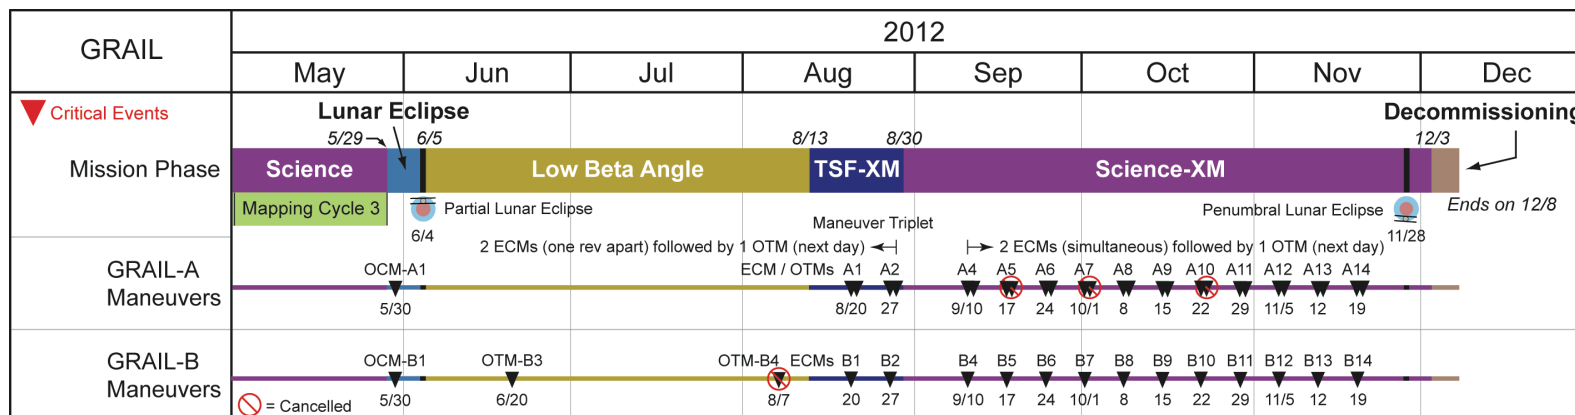 GRAIL
2012
May Jun Jul Aug Sep Oct Nov Dec
Critical Events
Lunar Eclipse
Decommissioning
5/29 6/5 8/13 8/30 12/3
Mission Phase
Science Low Beta Angle TSF-XM Science-XM
Mapping Cycle 3
Partial Lunar Eclipse
6/4
Penumbral Lunar Eclipse
11/28
Ends on 12/8
Maneuver Triplet
2 ECMs (one rev apart) followed by 1 OTM (next day)
2 ECMs (simultaneous) followed by 1 OTM (next day)
GRAIL-A
Maneuvers
OCM-A1 ECM / OTMs A1 A2 A4 A5 A6 A7 A8 A9 A10 A11 A12 A13 A14
5/30 8/20 27 9/10 17 24 10/1 8 15 22 29 11/5 12 19
GRAIL-B
Maneuvers
OCM-B1 OTM-B3 OTM-B4 ECMs B1 B2 B4 B5 B6 B7 B8 B9 B10 B11 B12 B13 B14
5/30 6/20 8/7 20 27 9/10 17 24 10/1 8 15 22 29 11/5 12 19
= Cancelled